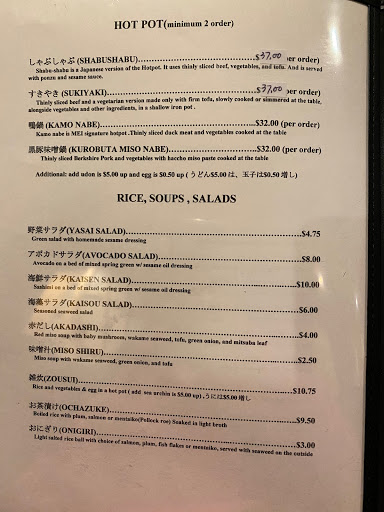 HOT POT(minimum 2 order)
しゃぶしゃぶ (SHABUSHABU)........$37.00 per order)
Shabu-shabu is a Japanese version of the Hotpot. It uses thinly sliced beef, vegetables, and tofu. And is served
with ponzu and sesame sauce.
すきやき (SUKIYAKI)........$37.00 per order)
Thinly sliced beef and a vegetarian version made only with firm tofu, slowly cooked or simmered at the table,
alongside vegetables and other ingredients, in a shallow iron pot .
鴨鍋 (KAMO NABE)........$32.00 (per order)
Kamo nabe is MEI signature hotpot .Thinly sliced duck meat and vegetables cooked at the table
黒豚味噌鍋 (KUROBUTA MISO NABE)........$32.00 (per order)
Thinly sliced Berkshire Pork and vegetables with haccho miso paste cooked at the table
Additional: add udon is $5.00 up and egg is $0.50 up ( うどん$5.00 は、玉子は$0.50 増し)
RICE, SOUPS , SALADS
野菜サラダ(YASAI SALAD)........$4.75
Green salad with homemade sesame dressing
アボカドサラダ(AVOCADO SALAD)........$8.00
Avocado on a bed of mixed spring green w/ sesame oil dressing
海鮮サラダ(KAISEN SALAD)........$10.00
Sashimi on a bed of mixed spring green w/ sesame oil dressing
海藻サラダ(KAISOU SALAD)........$6.00
Seasoned seaweed salad
赤だし(AKADASHI)........$4.00
Red miso soup with baby mushrooms, wakame seaweed, tofu, green onion, and mitsuba leaf
味噌汁(MISO SHIRU)........$2.50
Miso soup with wakame seaweed, green onion, and tofu
雑炊(ZOUSUI)........$10.75
Rice and vegetables & egg in a hot pot ( add sea urchin is $5.00 up) ,うには$5.00 増し
お茶漬け(OCHAZUKE)........$9.50
Boiled rice with plum, salmon or mentaiko(Pollock roe) Soaked in light broth
おにぎり(ONIGIRI)........$3.00
Light salted rice ball with choice of salmon, plum, fish flakes or mentaiko, served with seaweed on the outside